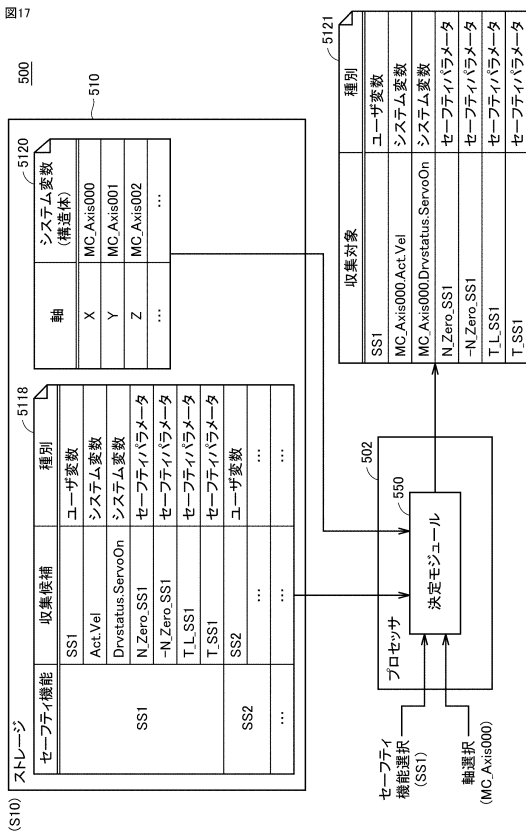 図17
(S10)
500
510
ストレージ
5118
セーフティ機能 収集候補 種別
SS1 SS1 ユーザ変数
Act.Vel システム変数
Drvstatus.ServoOn システム変数
N_Zero_SS1 セーフティパラメータ
-N_Zero_SS1 セーフティパラメータ
T_L_SS1 セーフティパラメータ
T_SS1 セーフティパラメータ
SS2 SS2 ユーザ変数
… …
… … …
5120
軸 システム変数
(構造体)
X MC_Axis000
Y MC_Axis001
Z MC_Axis002
… …
セーフティ
機能選択
(SS1)
軸選択
(MC_Axis000)
プロセッサ
502
550
決定モジュール
5121
収集対象 種別
SS1 ユーザ変数
MC_Axis000.Act.Vel システム変数
MC_Axis000.Drvstatus.ServoOn システム変数
N_Zero_SS1 セーフティパラメータ
-N_Zero_SS1 セーフティパラメータ
T_L_SS1 セーフティパラメータ
T_SS1 セーフティパラメータ